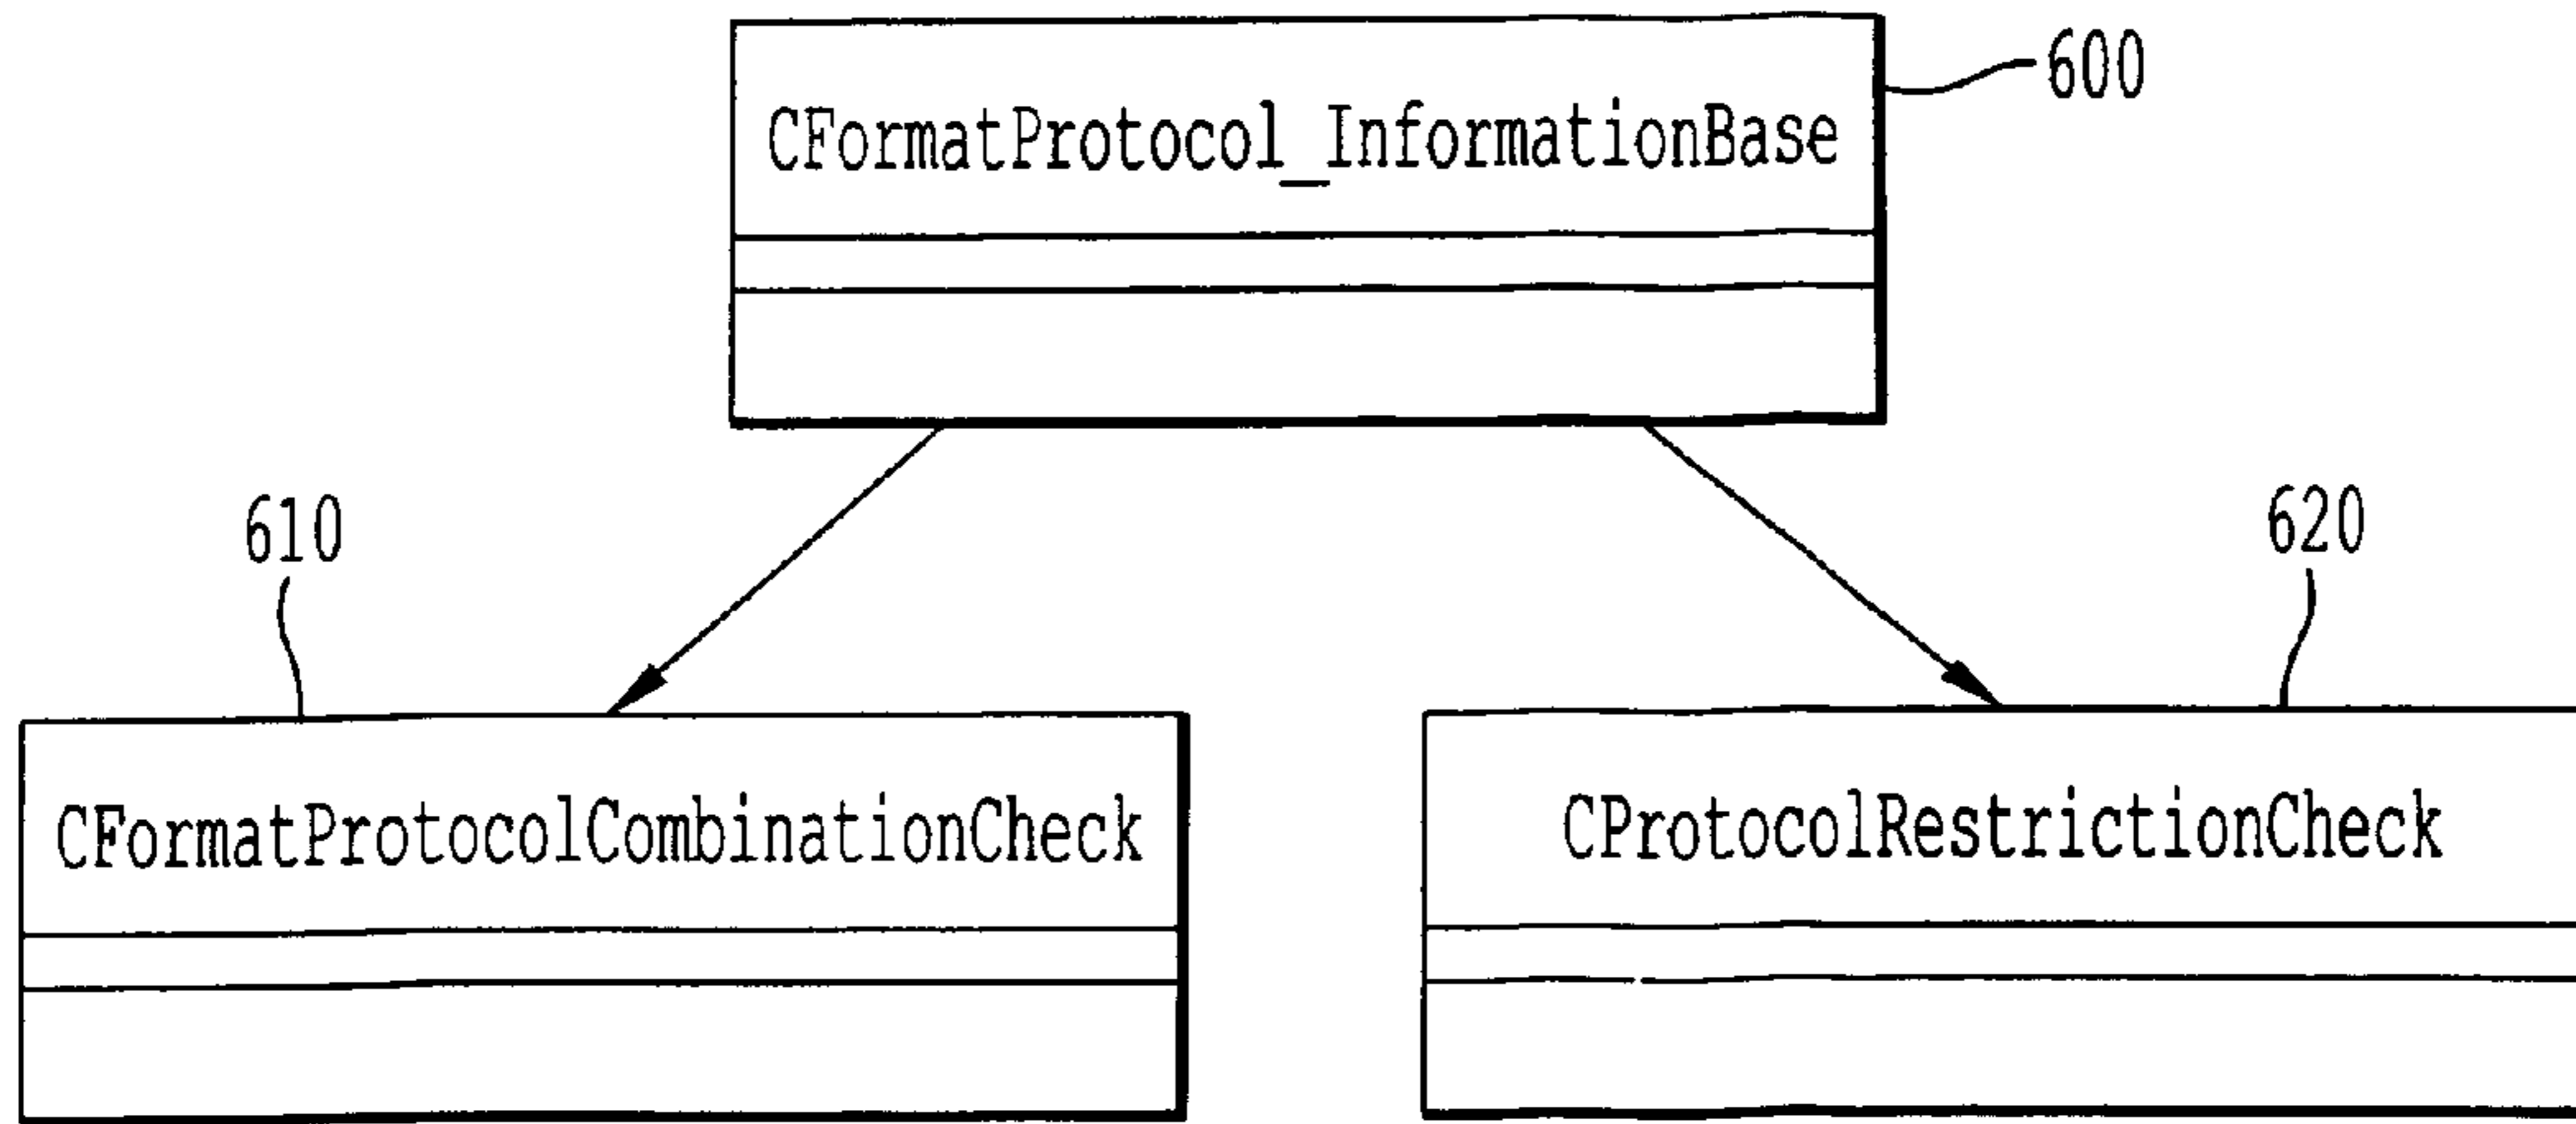 CFormatProtocol_InformationBase
600
610
620
CFormatProtocolCombinationCheck
CProtocolRestrictionCheck